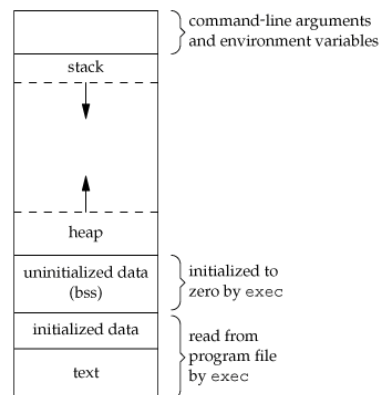 command-line arguments
and environment variables
stack
heap
uninitialized data
(bss)
initialized to
zero by exec
initialized data
read from
program file
by exec
text